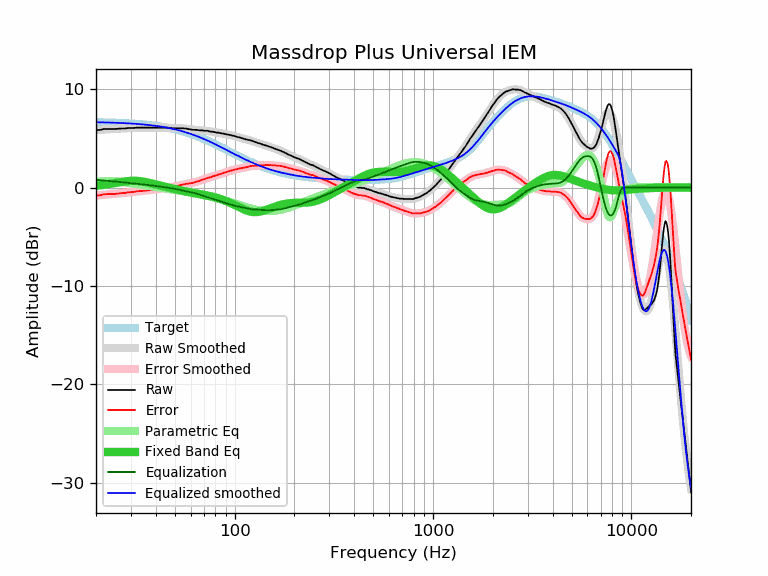 Massdrop Plus Universal IEM
10
0
−10
−20
−30
Amplitude (dBr)
Target
Raw Smoothed
Error Smoothed
Raw
Error
Parametric Eq
Fixed Band Eq
Equalization
Equalized smoothed
100
1000
10000
Frequency (Hz)